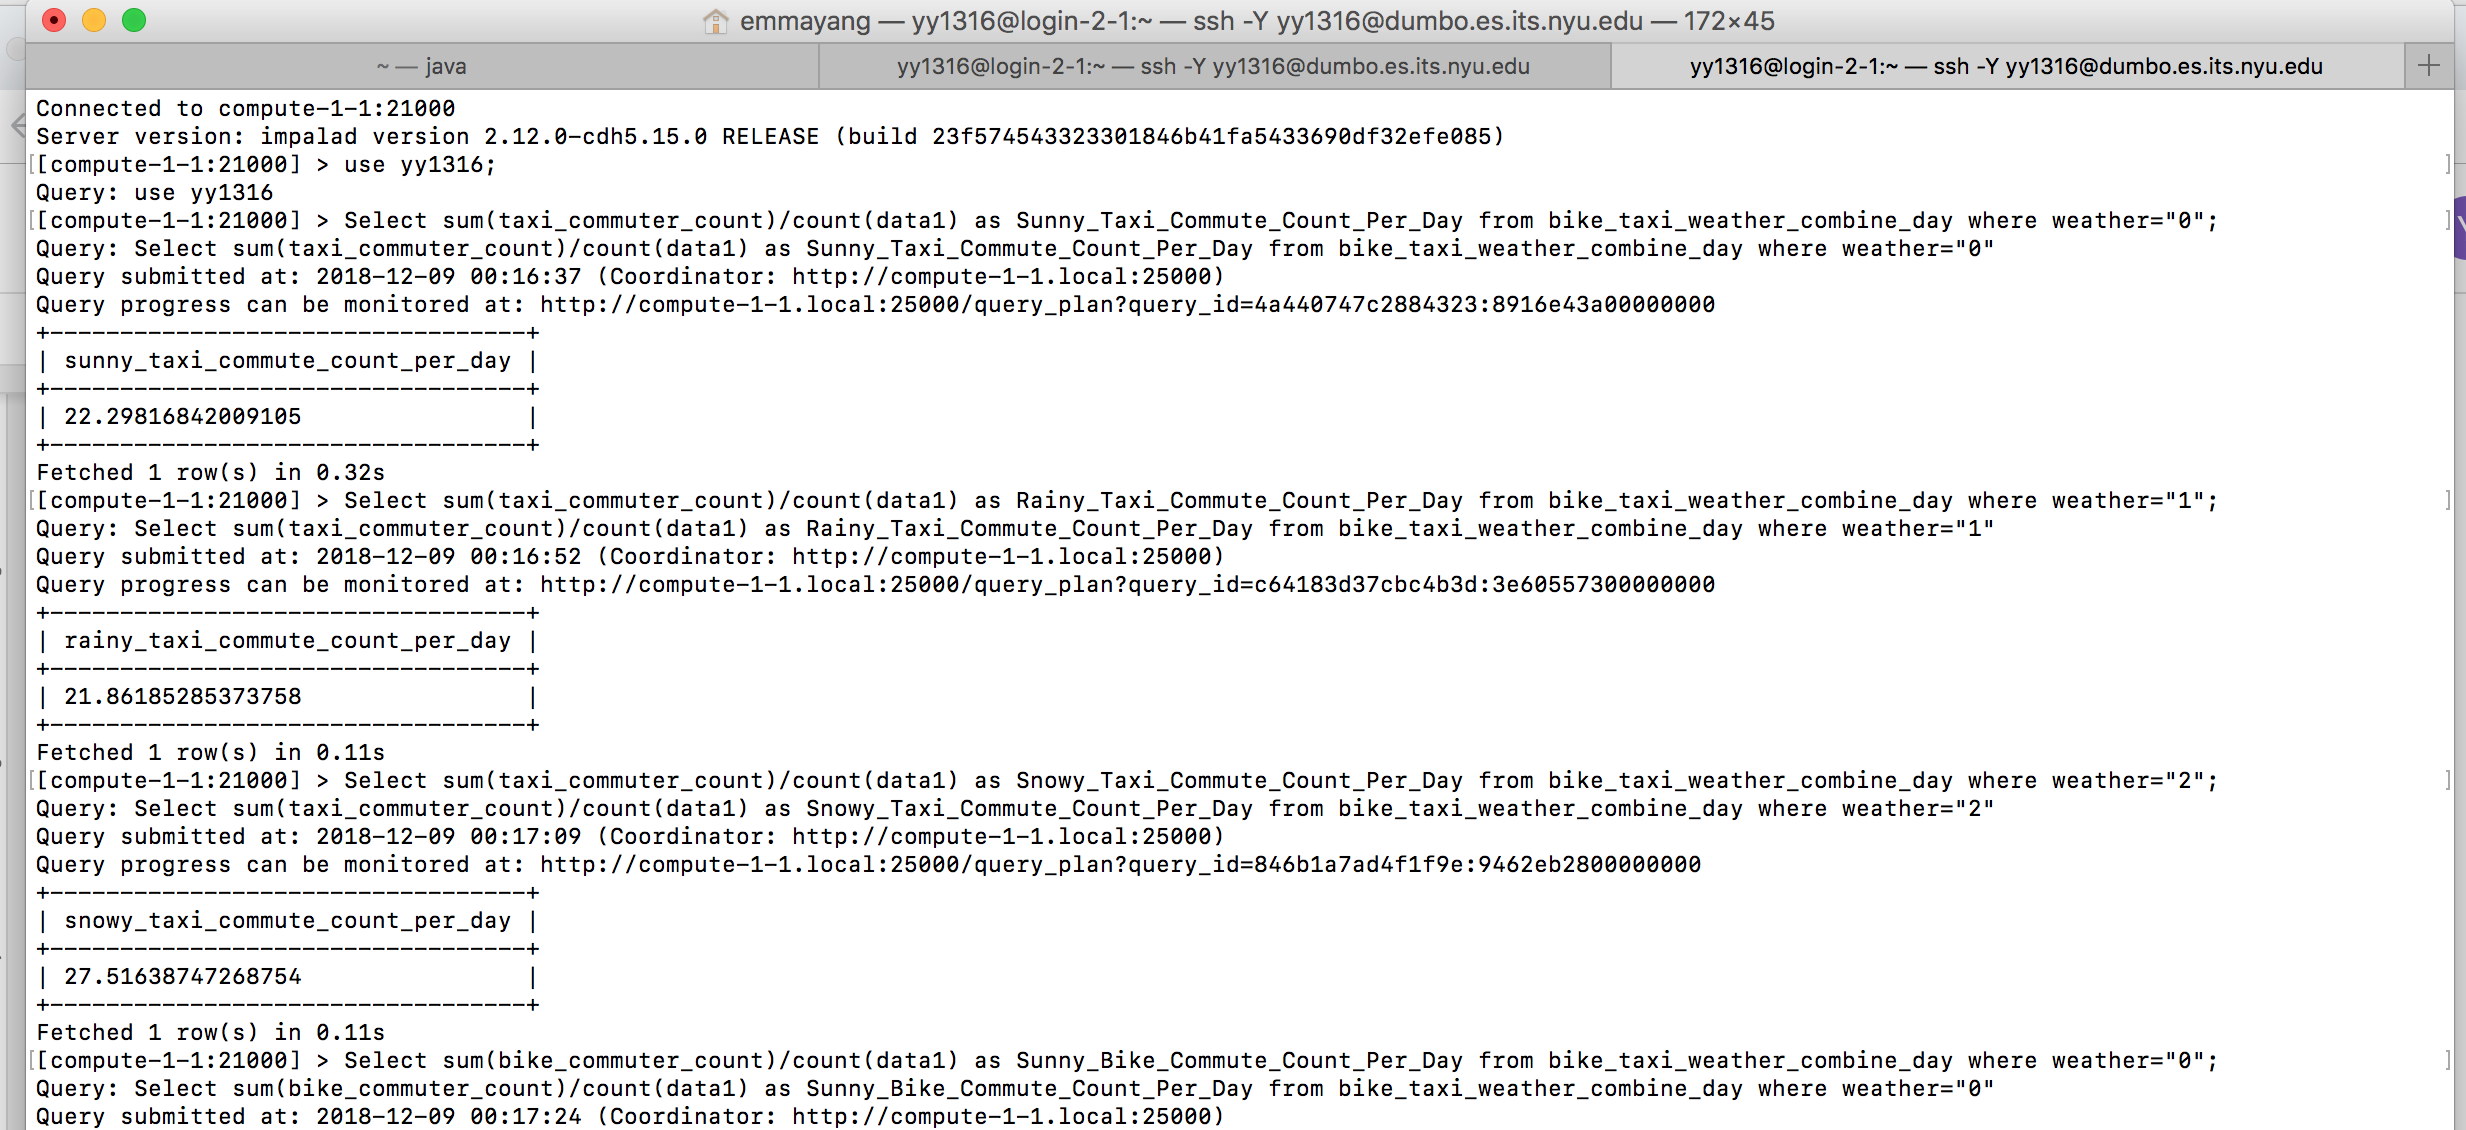 emmayang — yy1316@login-2-1:~ — ssh -Y yy1316@dumbo.es.its.nyu.edu — 172×45
~ — java
yy1316@login-2-1:~ — ssh -Y yy1316@dumbo.es.its.nyu.edu
yy1316@login-2-1:~ — ssh -Y yy1316@dumbo.es.its.nyu.edu
Connected to compute-1-1:21000
Server version: impalad version 2.12.0-cdh5.15.0 RELEASE (build 23f574543323301846b41fa5433690df32efe085)
[[compute-1-1:21000] > use yy1316; ]
Query: use yy1316
[[compute-1-1:21000] > Select sum(taxi_commuter_count)/count(data1) as Sunny_Taxi_Commute_Count_Per_Day from bike_taxi_weather_combine_day where weather="0"; ]
Query: Select sum(taxi_commuter_count)/count(data1) as Sunny_Taxi_Commute_Count_Per_Day from bike_taxi_weather_combine_day where weather="0"
Query submitted at: 2018-12-09 00:16:37 (Coordinator: http://compute-1-1.local:25000)
Query progress can be monitored at: http://compute-1-1.local:25000/query_plan?query_id=4a440747c2884323:8916e43a00000000
+----------------------------------+
| sunny_taxi_commute_count_per_day |
+----------------------------------+
| 22.29816842009105                |
+----------------------------------+
Fetched 1 row(s) in 0.32s
[[compute-1-1:21000] > Select sum(taxi_commuter_count)/count(data1) as Rainy_Taxi_Commute_Count_Per_Day from bike_taxi_weather_combine_day where weather="1"; ]
Query: Select sum(taxi_commuter_count)/count(data1) as Rainy_Taxi_Commute_Count_Per_Day from bike_taxi_weather_combine_day where weather="1"
Query submitted at: 2018-12-09 00:16:52 (Coordinator: http://compute-1-1.local:25000)
Query progress can be monitored at: http://compute-1-1.local:25000/query_plan?query_id=c64183d37cbc4b3d:3e60557300000000
+----------------------------------+
| rainy_taxi_commute_count_per_day |
+----------------------------------+
| 21.86185285373758                |
+----------------------------------+
Fetched 1 row(s) in 0.11s
[[compute-1-1:21000] > Select sum(taxi_commuter_count)/count(data1) as Snowy_Taxi_Commute_Count_Per_Day from bike_taxi_weather_combine_day where weather="2"; ]
Query: Select sum(taxi_commuter_count)/count(data1) as Snowy_Taxi_Commute_Count_Per_Day from bike_taxi_weather_combine_day where weather="2"
Query submitted at: 2018-12-09 00:17:09 (Coordinator: http://compute-1-1.local:25000)
Query progress can be monitored at: http://compute-1-1.local:25000/query_plan?query_id=846b1a7ad4f1f9e:9462eb2800000000
+----------------------------------+
| snowy_taxi_commute_count_per_day |
+----------------------------------+
| 27.51638747268754                |
+----------------------------------+
Fetched 1 row(s) in 0.11s
[[compute-1-1:21000] > Select sum(bike_commuter_count)/count(data1) as Sunny_Bike_Commute_Count_Per_Day from bike_taxi_weather_combine_day where weather="0"; ]
Query: Select sum(bike_commuter_count)/count(data1) as Sunny_Bike_Commute_Count_Per_Day from bike_taxi_weather_combine_day where weather="0"
Query submitted at: 2018-12-09 00:17:24 (Coordinator: http://compute-1-1.local:25000)